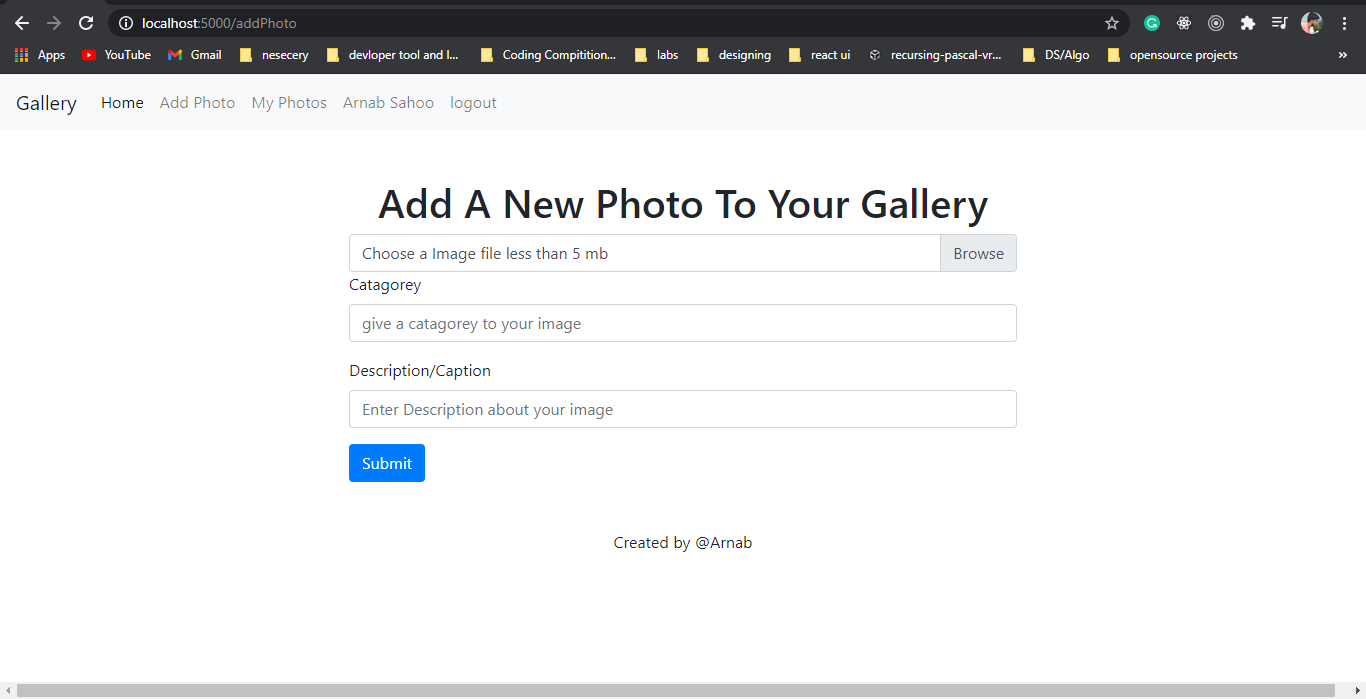 localhost:5000/addPhoto
Apps YouTube Gmail nesecery devloper tool and l... Coding Compitition... labs designing react ui recursing-pascal-vr... DS/Algo opensource projects »
Gallery Home Add Photo My Photos Arnab Sahoo logout
Add A New Photo To Your Gallery
Choose a Image file less than 5 mb Browse
Catagorey
give a catagorey to your image
Description/Caption
Enter Description about your image
Submit
Created by @Arnab